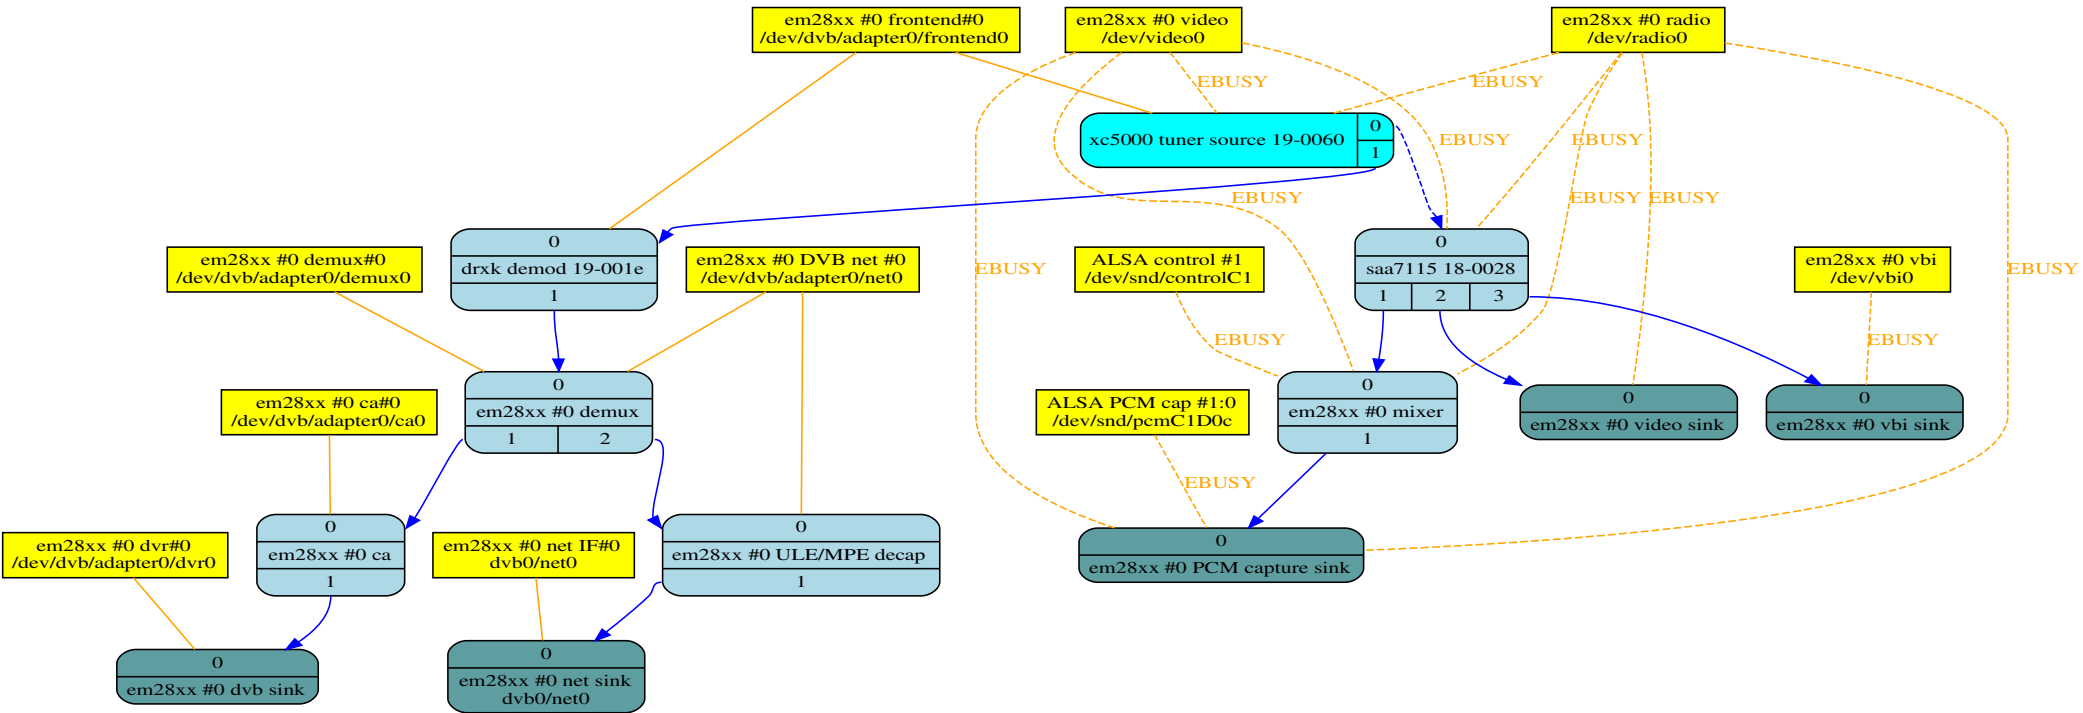 em28xx #0 frontend#0
/dev/dvb/adapter0/frontend0
em28xx #0 video
/dev/video0
em28xx #0 radio
/dev/radio0
EBUSY
EBUSY
xc5000 tuner source 19-0060
0
1
EBUSY
EBUSY
EBUSY
EBUSY
EBUSY
0
drxk demod 19-001e
1
0
saa7115 18-0028
1 2 3
em28xx #0 demux#0
/dev/dvb/adapter0/demux0
em28xx #0 DVB net #0
/dev/dvb/adapter0/net0
EBUSY
ALSA control #1
/dev/snd/controlC1
em28xx #0 vbi
/dev/vbi0
EBUSY
EBUSY
EBUSY
0
em28xx #0 demux
1 2
0
em28xx #0 mixer
1
0
em28xx #0 video sink
0
em28xx #0 vbi sink
em28xx #0 ca#0
/dev/dvb/adapter0/ca0
ALSA PCM cap #1:0
/dev/snd/pcmC1D0c
EBUSY
0
em28xx #0 ca
1
0
em28xx #0 ULE/MPE decap
1
0
em28xx #0 PCM capture sink
em28xx #0 dvr#0
/dev/dvb/adapter0/dvr0
em28xx #0 net IF#0
dvb0/net0
0
em28xx #0 dvb sink
0
em28xx #0 net sink
dvb0/net0